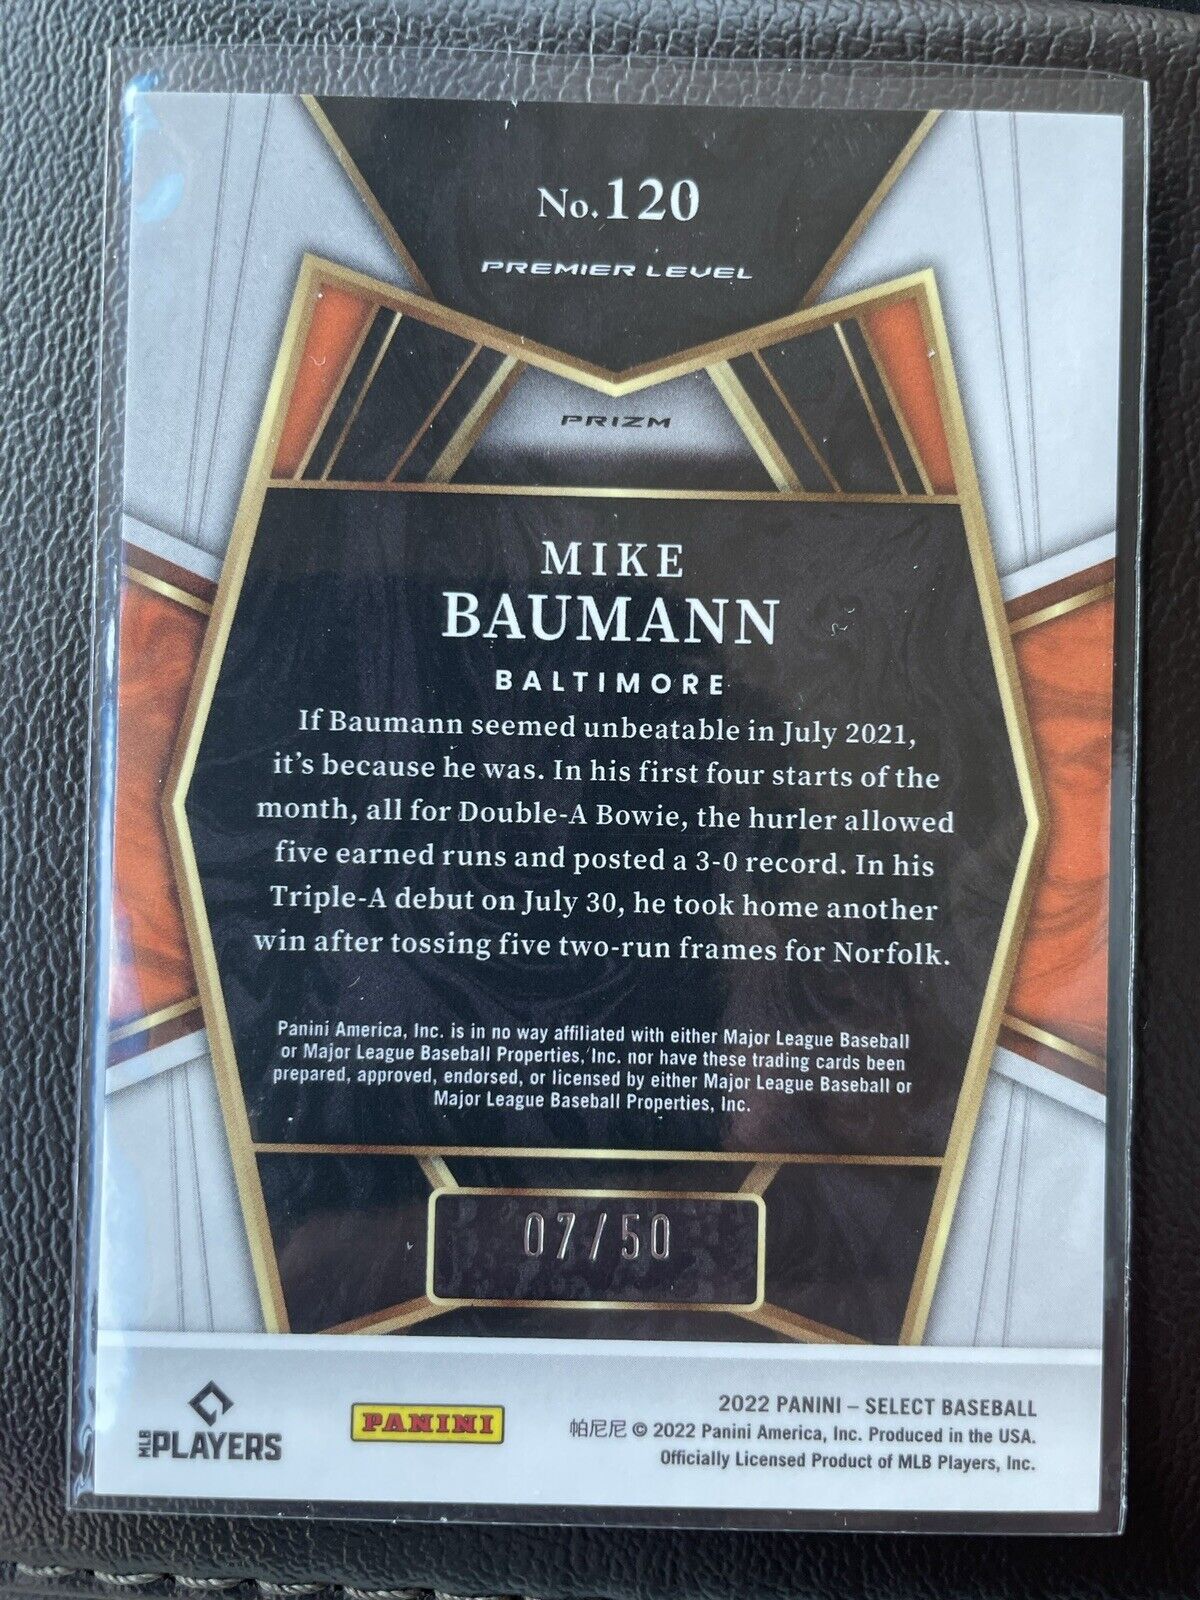 No.120
PREMIER LEVEL
PRIZM
MIKE
BAUMANN
BALTIMORE
If Baumann seemed unbeatable in July 2021,
it's because he was. In his first four starts of the
month, all for Double-A Bowie, the hurler allowed
five earned runs and posted a 3-0 record. In his
Triple-A debut on July 30, he took home another
win after tossing five two-run frames for Norfolk.
Panini America, Inc. is in no way affiliated with either Major League Baseball
or Major League Baseball Properties, Inc. nor have these trading cards been
prepared, approved, endorsed, or licensed by either Major League Baseball or
Major League Baseball Properties, Inc.
07/50
MLB PLAYERS
PANINI
2022 PANINI – SELECT BASEBALL
帕尼尼 © 2022 Panini America, Inc. Produced in the USA.
Officially Licensed Product of MLB Players, Inc.